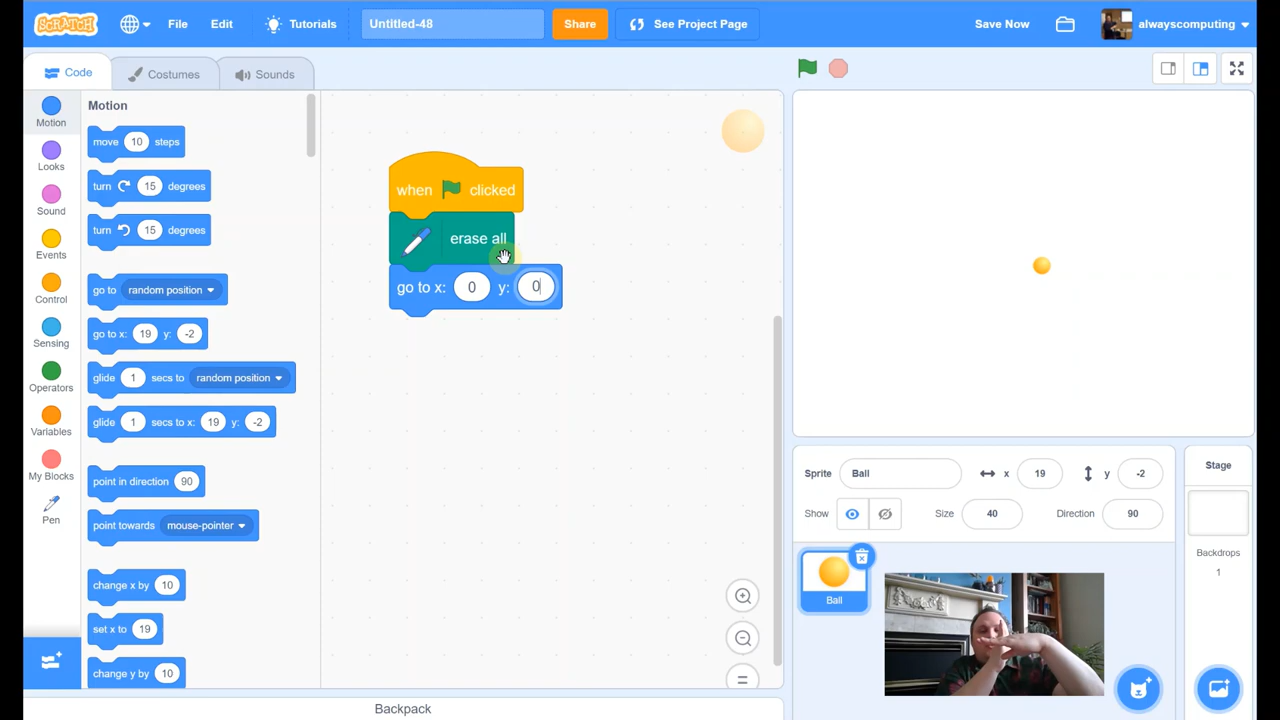 SCRATCH
File
Edit
Tutorials
Untitled-48
Share
See Project Page
Save Now
alwayscomputing
Code
Costumes
Sounds
Motion
Looks
Sound
Events
Control
Sensing
Operators
Variables
My Blocks
Pen
Motion
move 10 steps
turn 15 degrees
turn 15 degrees
go to random position
go to x: 19 y: -2
glide 1 secs to random position
glide 1 secs to x: 19 y: -2
point in direction 90
point towards mouse-pointer
change x by 10
set x to 19
change y by 10
when clicked
erase all
go to x: 0 y: 0
Sprite Ball x 19 y -2
Show Size 40 Direction 90
Ball
Stage
Backdrops
1
Backpack